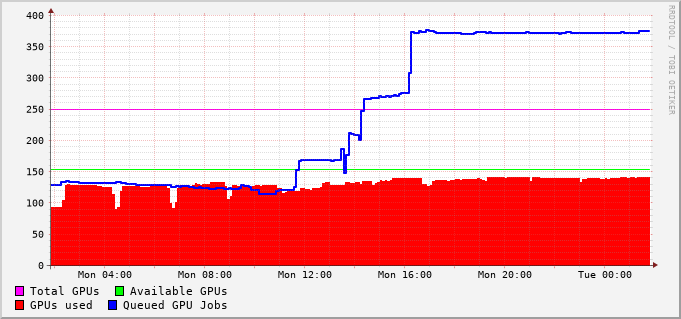 400
350
300
250
200
150
100
50
0
Mon 04:00 Mon 08:00 Mon 12:00 Mon 16:00 Mon 20:00 Tue 00:00
Total GPUs Available GPUs
GPUs used Queued GPU Jobs
RRDTOOL / TOBI OETIKER